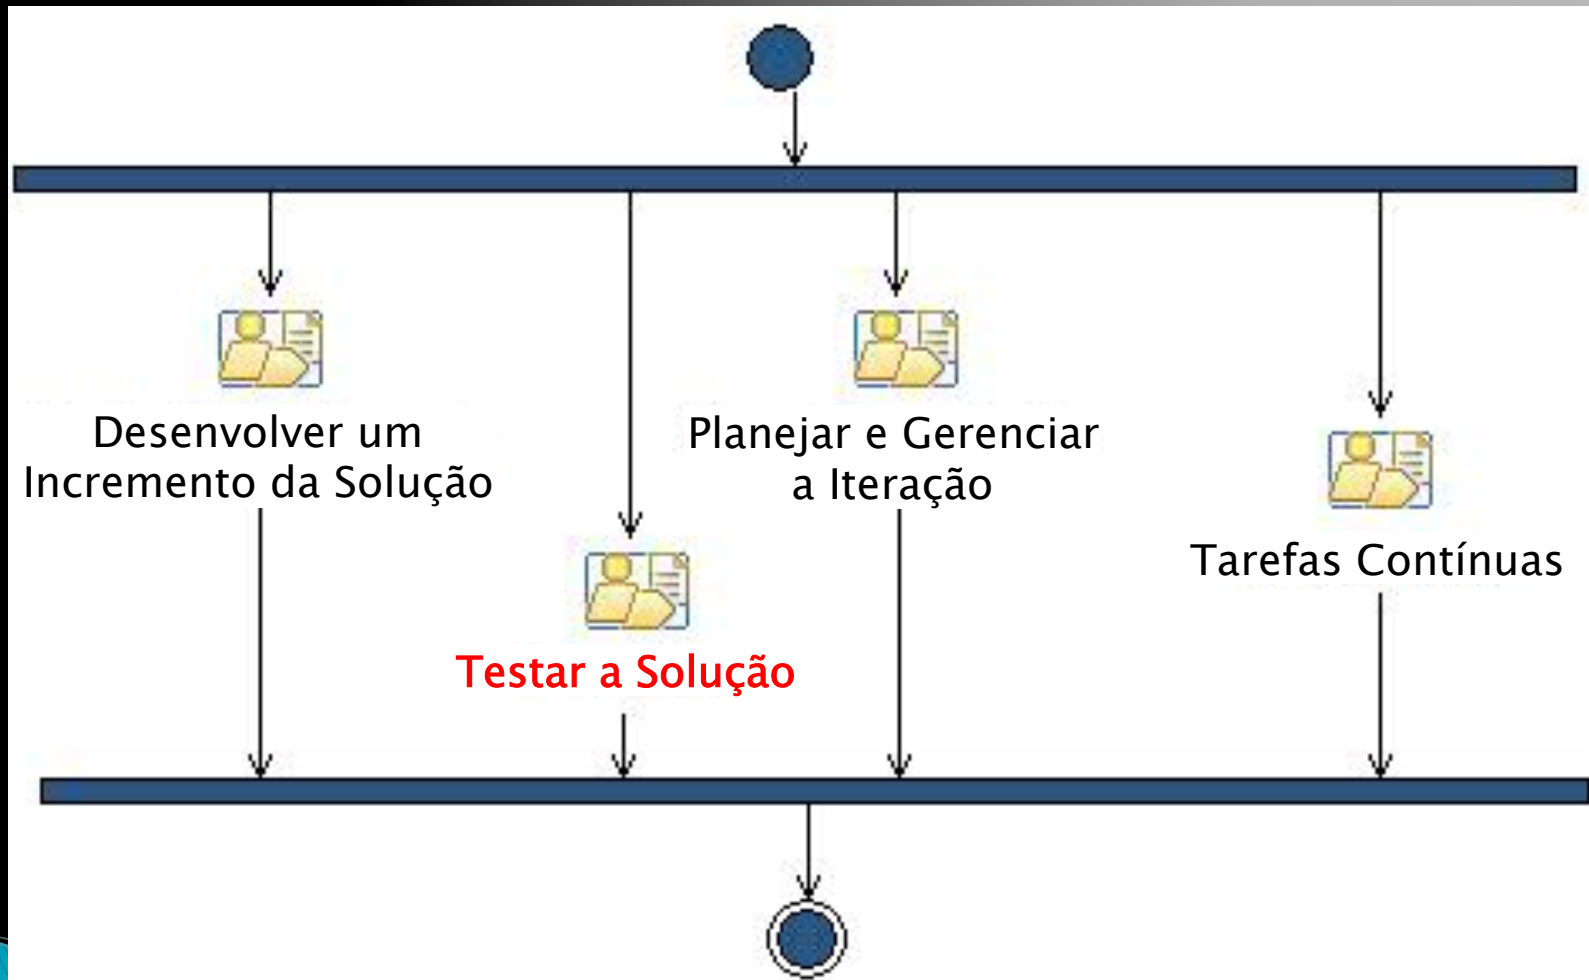 Desenvolver um
Incremento da Solução
Planejar e Gerenciar
a Iteração
Tarefas Contínuas
Testar a Solução